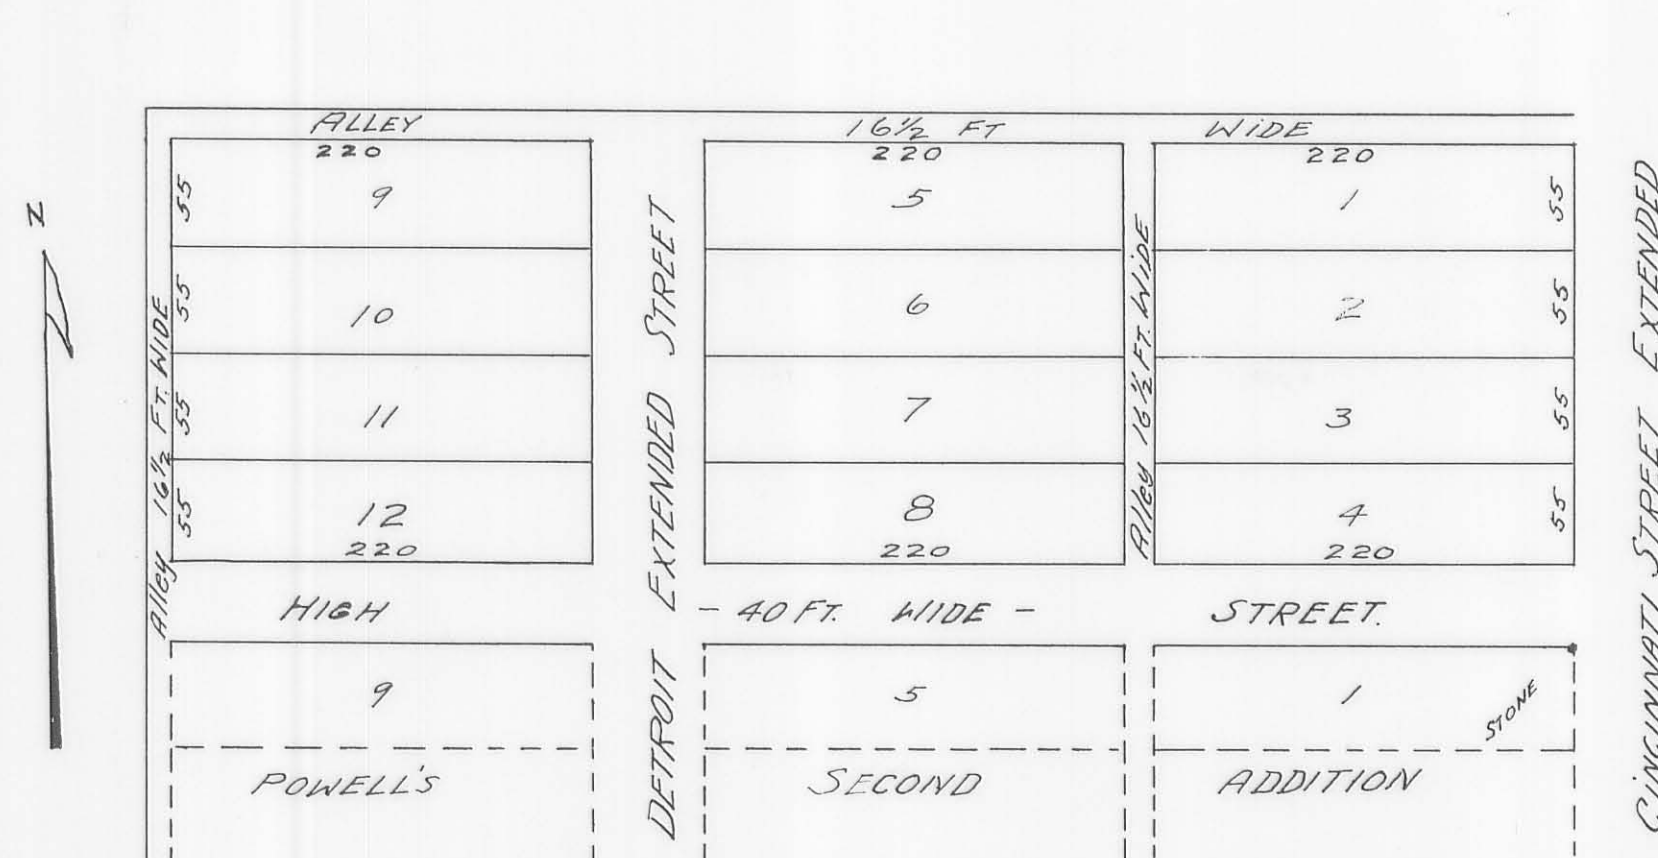 ALLEY 16½ FT WIDE
220 220 220
N
55 9 5 1 55
55 10 6 2 55
55 11 7 3 55
55 12 8 4 55
220 220 220
Alley 16½ FT. WIDE
DETROIT EXTENDED STREET
Alley 16½ FT. WIDE
CINCINNATI STREET EXTENDED
HIGH - 40 FT. WIDE - STREET.
9 5 1
STONE
POWELL'S SECOND ADDITION